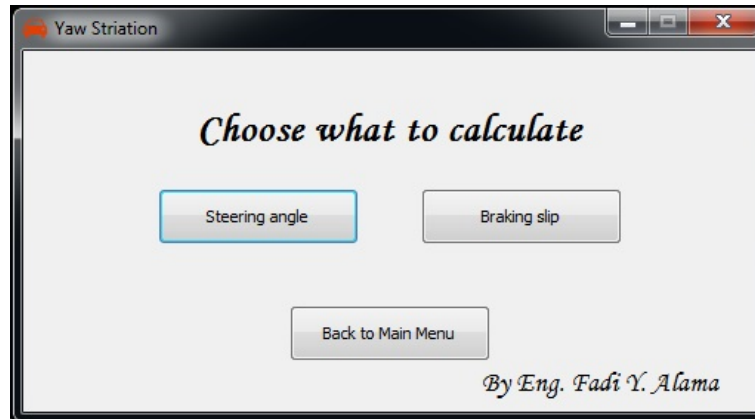 Yaw Striation
Choose what to calculate
Steering angle
Braking slip
Back to Main Menu
By Eng. Fadi Y. Alama